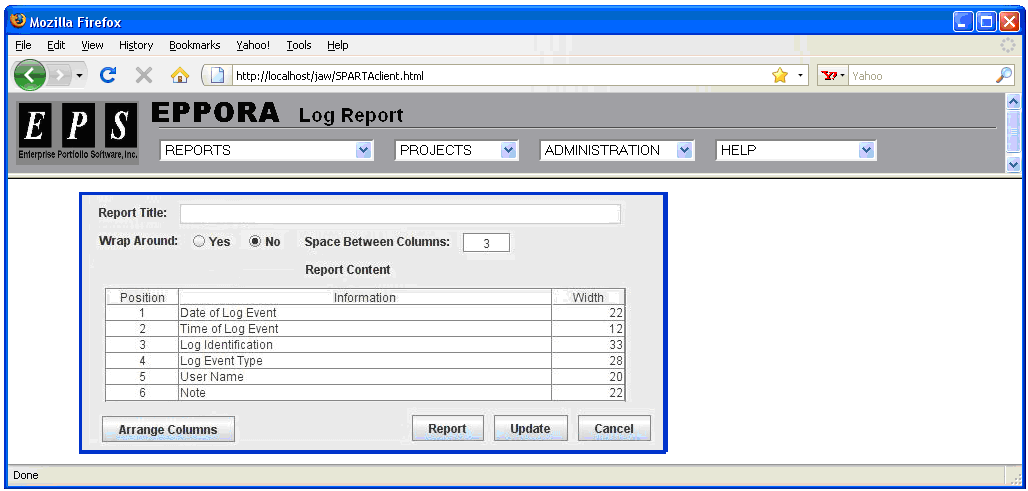 Mozilla Firefox
File Edit View History Bookmarks Yahoo! Tools Help
http://localhost/jaw/SPARTAclient.html Yahoo
EPS EPPORA Log Report
Enterprise Portfolio Software, Inc.
REPORTS PROJECTS ADMINISTRATION HELP
Report Title:
Wrap Around: Yes No Space Between Columns: 3
Report Content
Position Information Width
1 Date of Log Event 22
2 Time of Log Event 12
3 Log Identification 33
4 Log Event Type 28
5 User Name 20
6 Note 22
Arrange Columns Report Update Cancel
Done